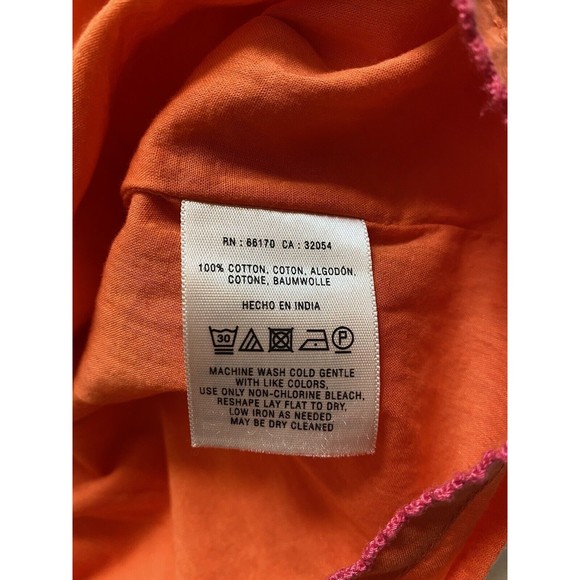 RN : 66170 CA : 32054
100% COTTON, COTON, ALGODÓN,
COTONE, BAUMWOLLE
HECHO EN INDIA
30 P
MACHINE WASH COLD GENTLE
WITH LIKE COLORS,
USE ONLY NON-CHLORINE BLEACH.
RESHAPE LAY FLAT TO DRY.
LOW IRON AS NEEDED
MAY BE DRY CLEANED